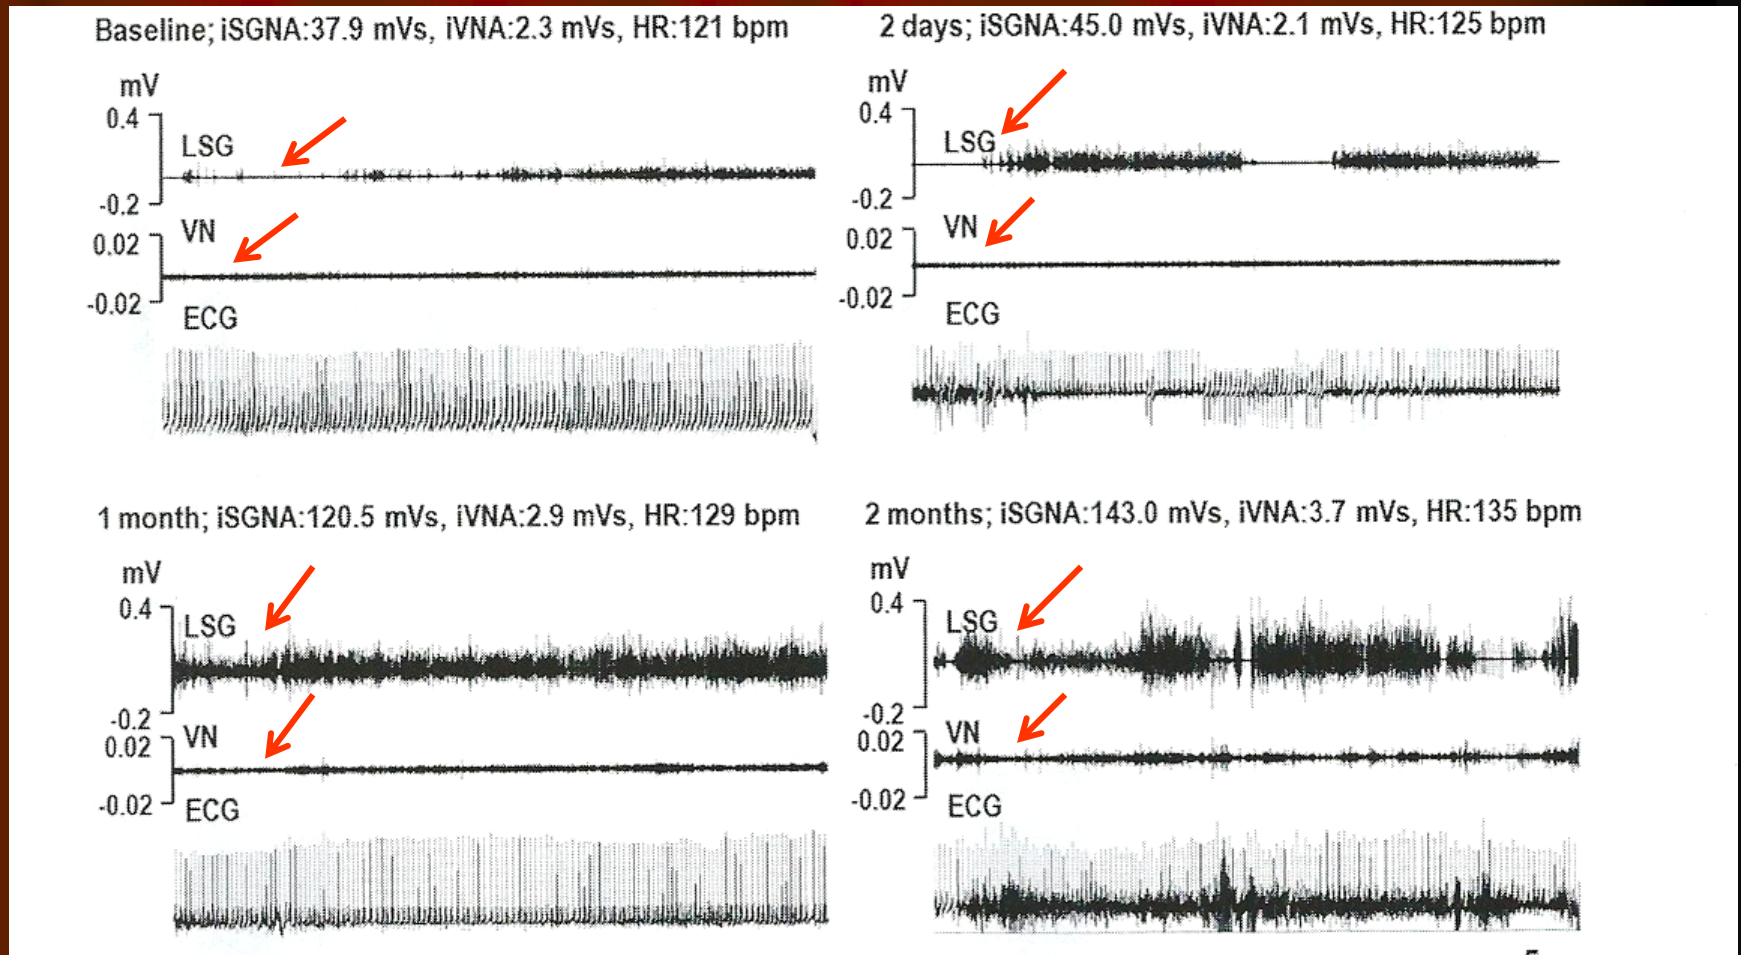 Baseline; iSGNA:37.9 mVs, iVNA:2.3 mVs, HR:121 bpm
mV
0.4
LSG
-0.2
VN
0.02
-0.02
ECG
2 days; iSGNA:45.0 mVs, iVNA:2.1 mVs, HR:125 bpm
mV
0.4
LSG
-0.2
VN
0.02
-0.02
ECG
1 month; iSGNA:120.5 mVs, iVNA:2.9 mVs, HR:129 bpm
mV
0.4
LSG
-0.2
VN
0.02
-0.02
ECG
2 months; iSGNA:143.0 mVs, iVNA:3.7 mVs, HR:135 bpm
mV
0.4
LSG
-0.2
VN
0.02
-0.02
ECG